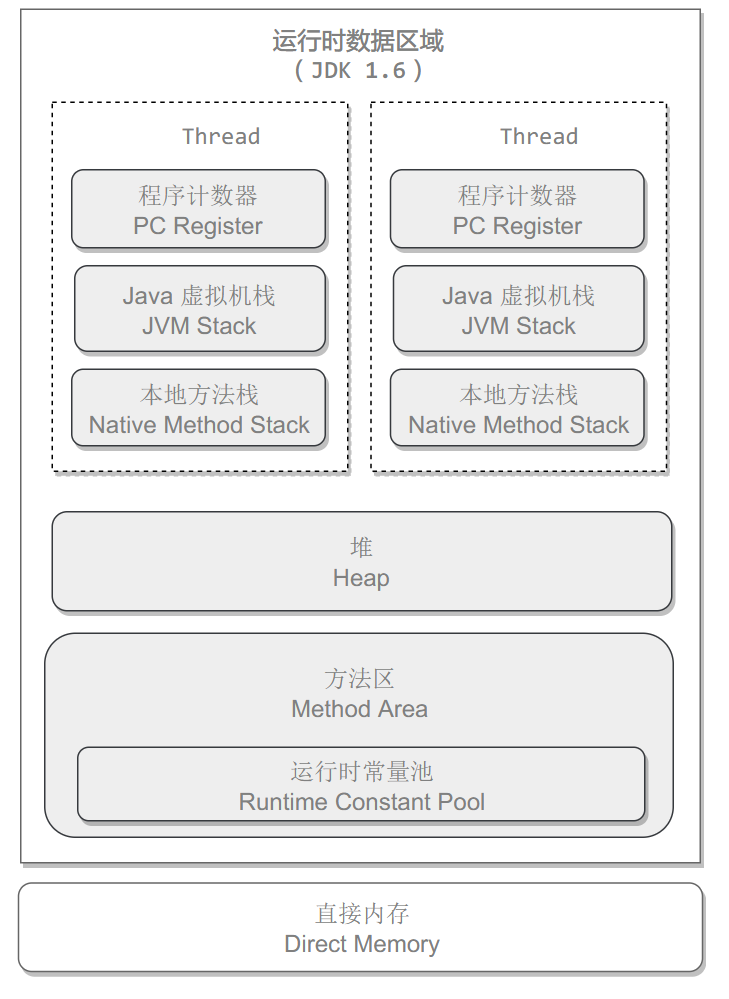 运行时数据区域
( JDK 1.6 )
Thread
程序计数器
PC Register
Java 虚拟机栈
JVM Stack
本地方法栈
Native Method Stack
Thread
程序计数器
PC Register
Java 虚拟机栈
JVM Stack
本地方法栈
Native Method Stack
堆
Heap
方法区
Method Area
运行时常量池
Runtime Constant Pool
直接内存
Direct Memory